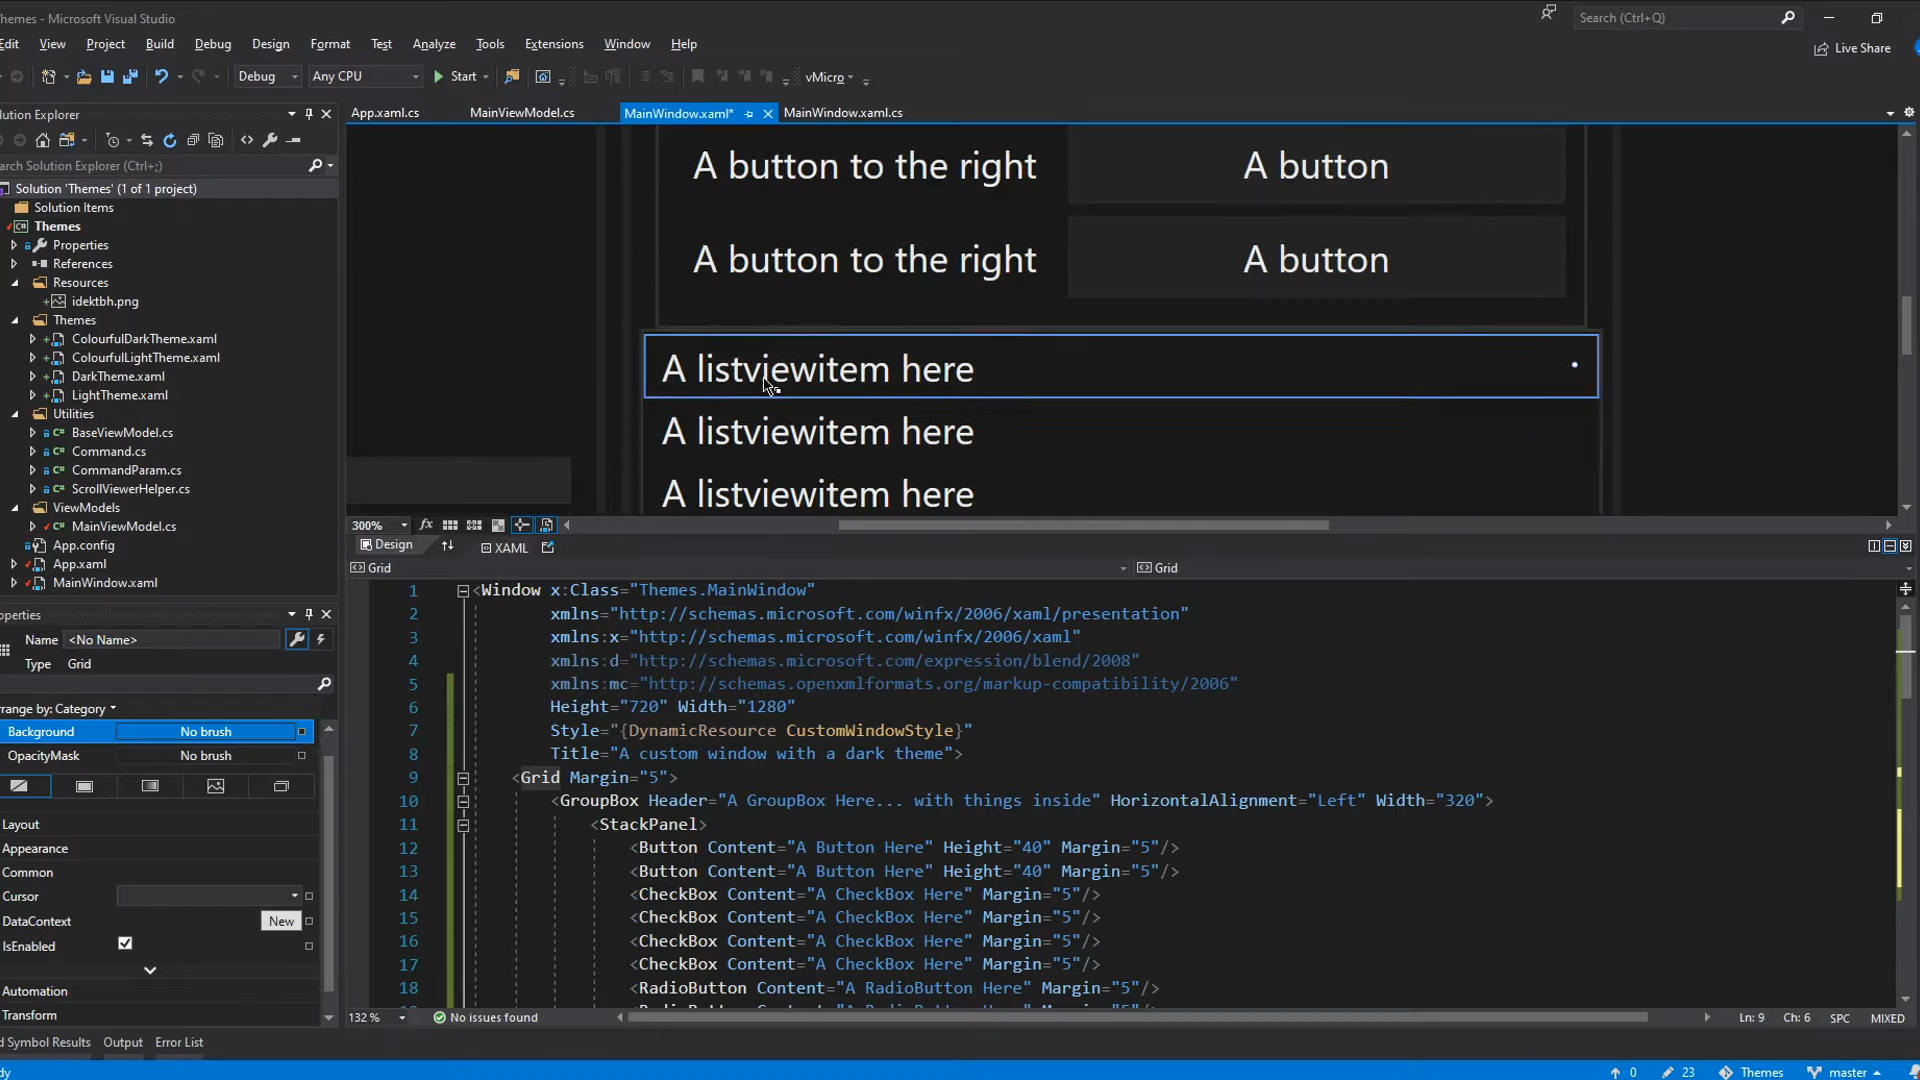 Themes - Microsoft Visual Studio
Search (Ctrl+Q)
Edit View Project Build Debug Design Format Test Analyze Tools Extensions Window Help
Live Share
Debug Any CPU Start vMicro
Solution Explorer
App.xaml.cs MainViewModel.cs MainWindow.xaml* MainWindow.xaml.cs
Search Solution Explorer (Ctrl+;)
Solution 'Themes' (1 of 1 project)
Solution Items
Themes
Properties
References
Resources
idektbh.png
Themes
ColourfulDarkTheme.xaml
ColourfulLightTheme.xaml
DarkTheme.xaml
LightTheme.xaml
Utilities
BaseViewModel.cs
Command.cs
CommandParam.cs
ScrollViewerHelper.cs
ViewModels
MainViewModel.cs
App.config
App.xaml
MainWindow.xaml
A button to the right A button
A button to the right A button
A listviewitem here
A listviewitem here
A listviewitem here
300% fx
Design XAML
Grid Grid
Properties
Name <No Name>
Type Grid
Arrange by: Category
Background No brush
OpacityMask No brush
Layout
Appearance
Common
Cursor
DataContext New
IsEnabled
Automation
Transform
1 <Window x:Class="Themes.MainWindow"
2 xmlns="http://schemas.microsoft.com/winfx/2006/xaml/presentation"
3 xmlns:x="http://schemas.microsoft.com/winfx/2006/xaml"
4 xmlns:d="http://schemas.microsoft.com/expression/blend/2008"
5 xmlns:mc="http://schemas.openxmlformats.org/markup-compatibility/2006"
6 Height="720" Width="1280"
7 Style="{DynamicResource CustomWindowStyle}"
8 Title="A custom window with a dark theme">
9 <Grid Margin="5">
10 <GroupBox Header="A GroupBox Here... with things inside" HorizontalAlignment="Left" Width="320">
11 <StackPanel>
12 <Button Content="A Button Here" Height="40" Margin="5"/>
13 <Button Content="A Button Here" Height="40" Margin="5"/>
14 <CheckBox Content="A CheckBox Here" Margin="5"/>
15 <CheckBox Content="A CheckBox Here" Margin="5"/>
16 <CheckBox Content="A CheckBox Here" Margin="5"/>
17 <CheckBox Content="A CheckBox Here" Margin="5"/>
18 <RadioButton Content="A RadioButton Here" Margin="5"/>
132 % No issues found Ln: 9 Ch: 6 SPC MIXED
d Symbol Results Output Error List
dy 0 23 Themes master